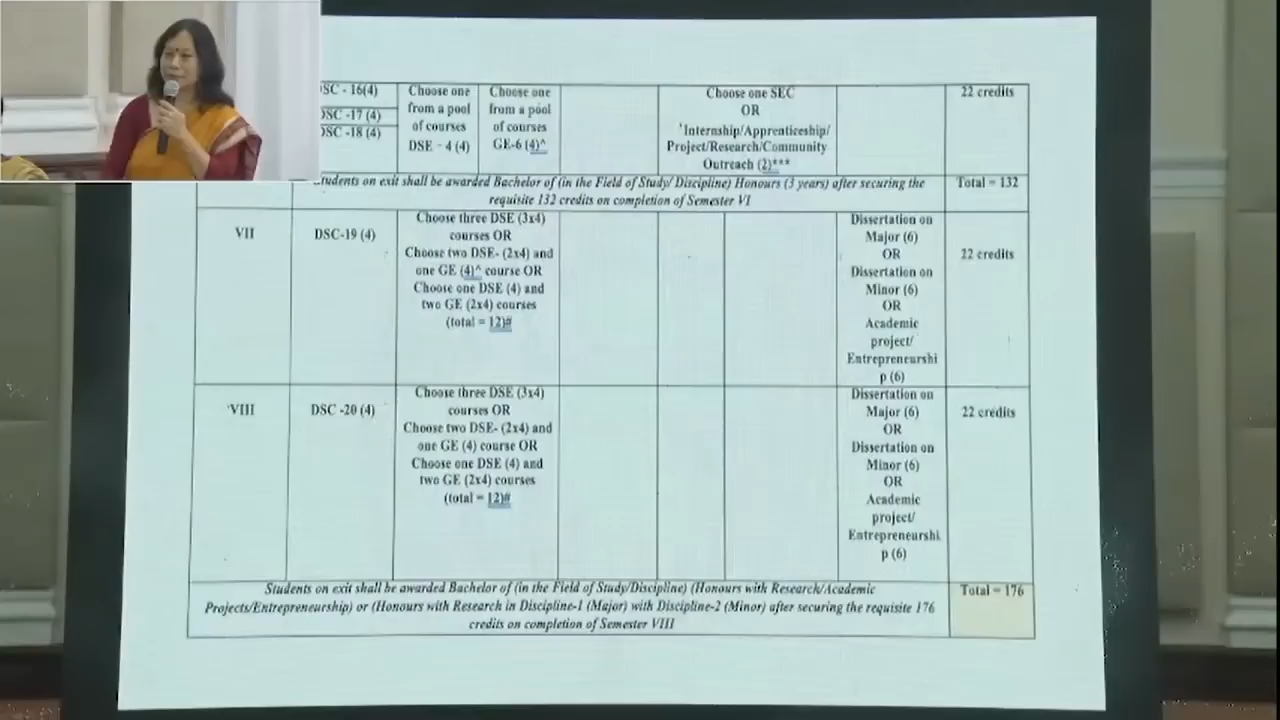 SC - 16(4)
DSC -17 (4)
DSC -18 (4)
Choose one
from a pool
of courses
DSE - 4 (4)
Choose one
from a pool
of courses
GE-6 (4)^
Choose one SEC
OR
'Internship/Apprenticeship/
Project/Research/Community
Outreach (2)***
22 credits
Students on exit shall be awarded Bachelor of (in the Field of Study/ Discipline) Honours (3 years) after securing the
requisite 132 credits on completion of Semester VI
Total = 132
VII
DSC-19 (4)
Choose three DSE (3x4)
courses OR
Choose two DSE- (2x4) and
one GE (4)^ course OR
Choose one DSE (4) and
two GE (2x4) courses
(total = 12)#
Dissertation on
Major (6)
OR
Dissertation on
Minor (6)
OR
Academic
project/
Entrepreneurshi
p (6)
22 credits
VIII
DSC -20 (4)
Choose three DSE (3x4)
courses OR
Choose two DSE- (2x4) and
one GE (4) course OR
Choose one DSE (4) and
two GE (2x4) courses
(total = 12)#
Dissertation on
Major (6)
OR
Dissertation on
Minor (6)
OR
Academic
project/
Entrepreneurshi
p (6)
22 credits
Students on exit shall be awarded Bachelor of (in the Field of Study/Discipline) (Honours with Research/Academic
Projects/Entrepreneurship) or (Honours with Research in Discipline-1 (Major) with Discipline-2 (Minor) after securing the requisite 176
credits on completion of Semester VIII
Total = 176